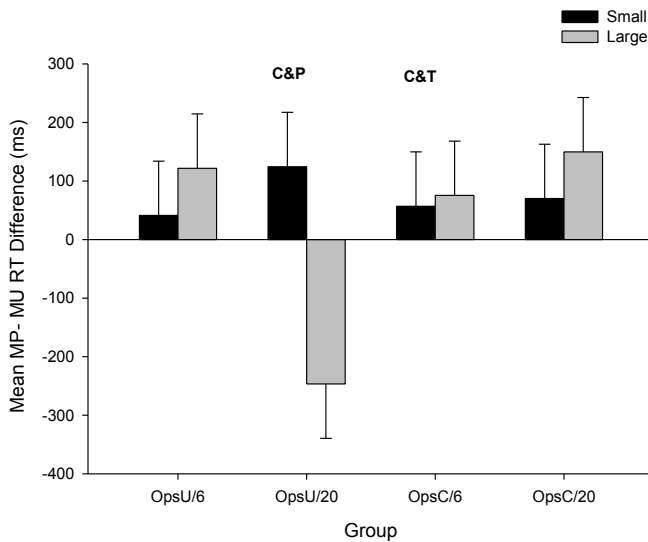 Small
Large
C&P
C&T
300
200
100
0
-100
-200
-300
-400
Mean MP- MU RT Difference (ms)
OpsU/6
OpsU/20
OpsC/6
OpsC/20
Group